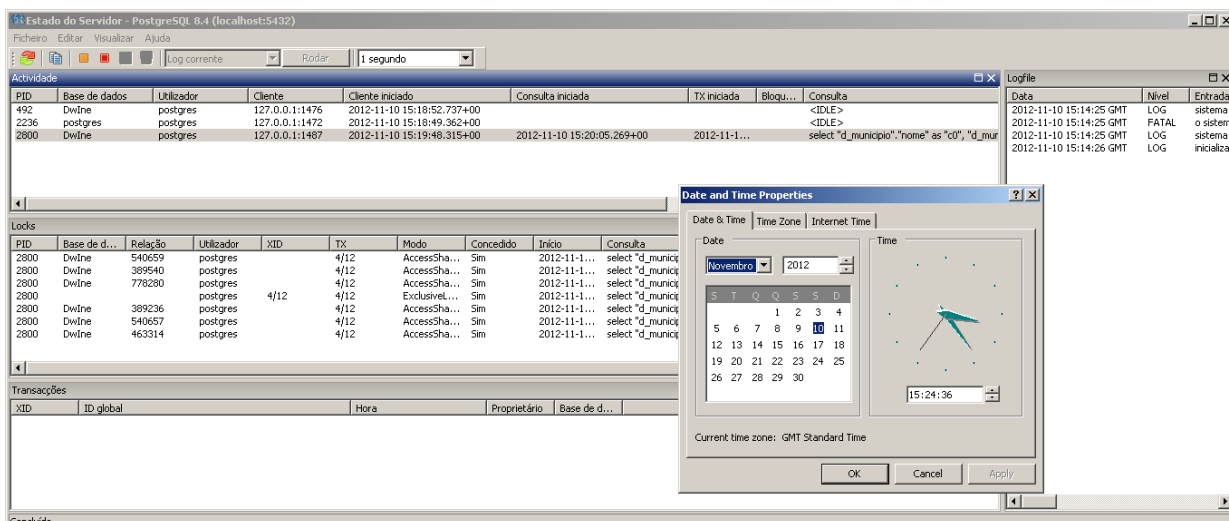 Estado do Servidor - PostgreSQL 8.4 (localhost:5432)
Ficheiro Editar Visualizar Ajuda
Log corrente Rodar 1 segundo
Actividade
PID Base de dados Utilizador Cliente Cliente iniciado Consulta iniciada TX iniciada Bloqu... Consulta
492 DwIne postgres 127.0.0.1:1476 2012-11-10 15:18:52.737+00 <IDLE>
2236 postgres postgres 127.0.0.1:1472 2012-11-10 15:18:49.362+00 <IDLE>
2800 DwIne postgres 127.0.0.1:1487 2012-11-10 15:19:48.315+00 2012-11-10 15:20:05.269+00 2012-11-1... select "d_municipio"."nome" as "c0", "d_mur
Logfile
Data Nível Entrada
2012-11-10 15:14:25 GMT LOG sistema
2012-11-10 15:14:25 GMT FATAL o sistem
2012-11-10 15:14:25 GMT LOG sistema
2012-11-10 15:14:26 GMT LOG inicializa
Locks
PID Base de d... Relação Utilizador XID TX Modo Concedido Início Consulta
2800 DwIne 540659 postgres 4/12 AccessSha... Sim 2012-11-1... select "d_municip
2800 DwIne 389540 postgres 4/12 AccessSha... Sim 2012-11-1... select "d_municip
2800 DwIne 778280 postgres 4/12 AccessSha... Sim 2012-11-1... select "d_municip
2800 postgres 4/12 4/12 ExclusiveL... Sim 2012-11-1... select "d_municip
2800 DwIne 389236 postgres 4/12 AccessSha... Sim 2012-11-1... select "d_municip
2800 DwIne 540657 postgres 4/12 AccessSha... Sim 2012-11-1... select "d_municip
2800 DwIne 463314 postgres 4/12 AccessSha... Sim 2012-11-1... select "d_municip
Transacções
XID ID global Hora Proprietário Base de d...
Concluído
Date and Time Properties
Date & Time Time Zone Internet Time
Date
Novembro 2012
S T Q Q S S D
1 2 3 4
5 6 7 8 9 10 11
12 13 14 15 16 17 18
19 20 21 22 23 24 25
26 27 28 29 30
Time
15:24:36
Current time zone: GMT Standard Time
OK Cancel Apply